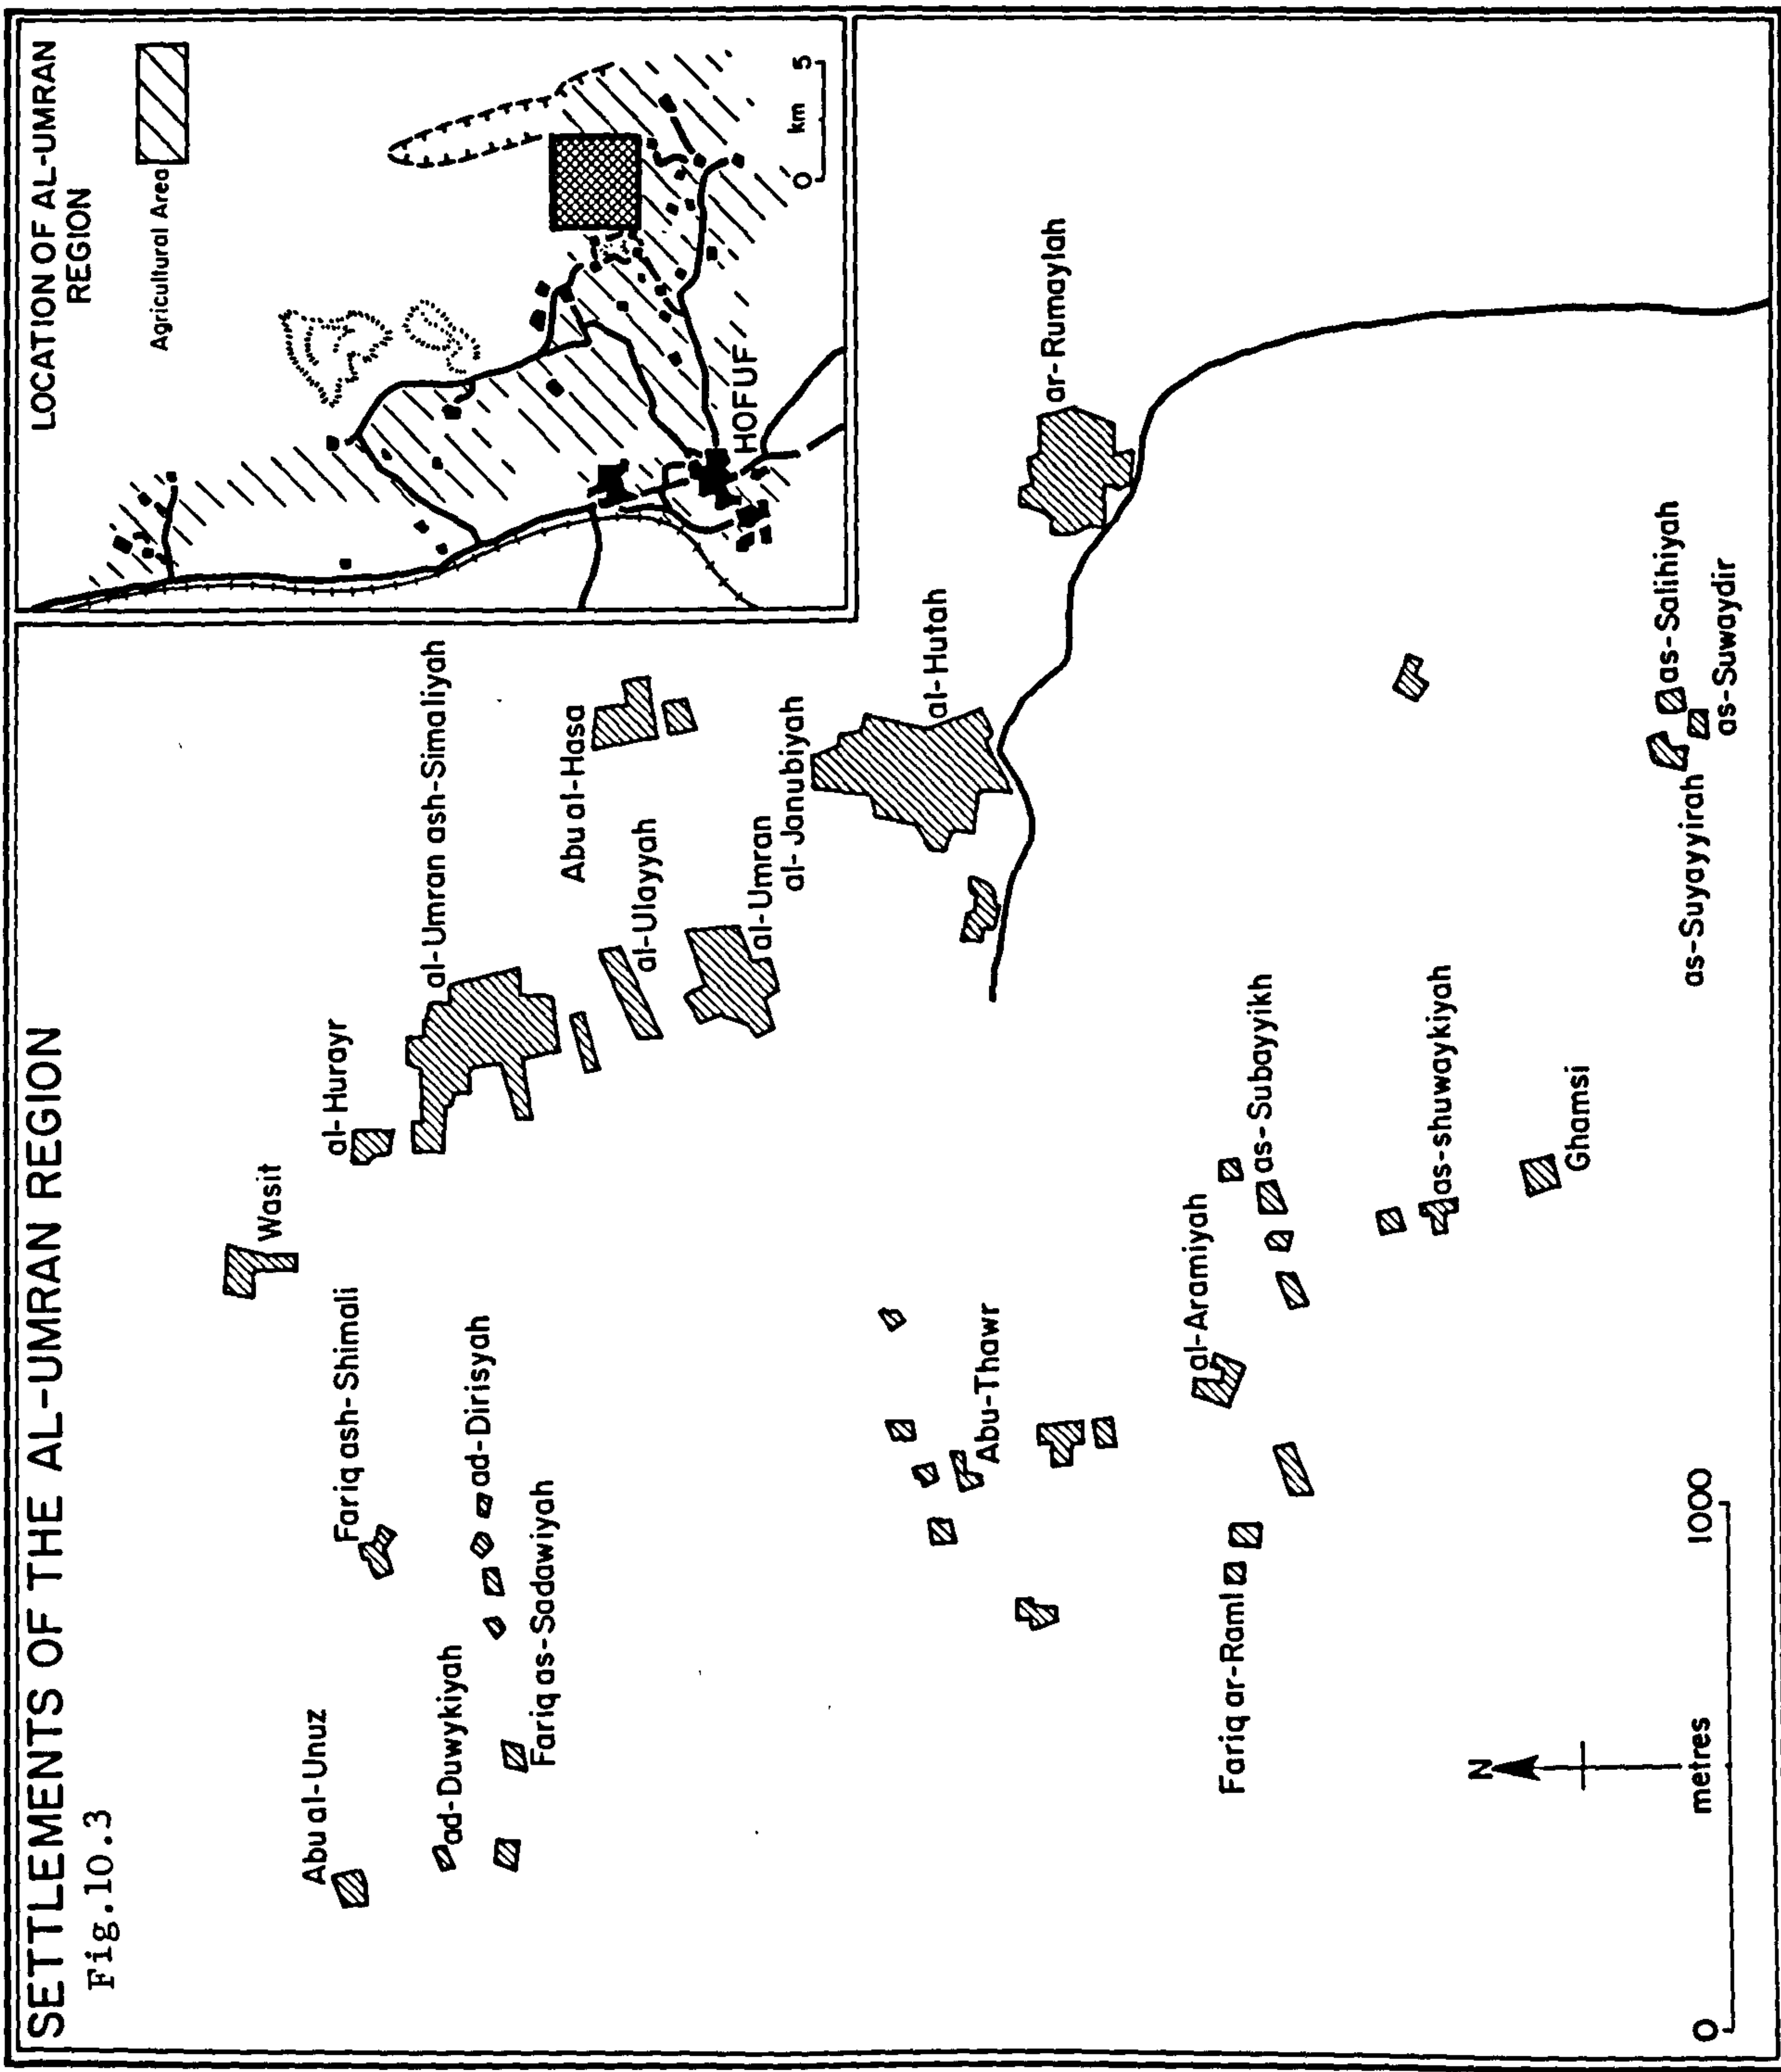 SETTLEMENTS OF THE AL-UMRAN REGION
Fig.10.3
LOCATION OF AL-UMRAN
REGION
Agricultural Area
HOFUF
0 km 5
Wasit
al-Hurayr
al-Umran ash-Simaliyah
Abu al-Unuz
Fariq ash-Shimali
ad-Duwykiyah
ad-Dirisyah
Fariq as-Sadawiyah
Abu al-Hasa
al-Ulayyah
al-Umran
al-Janubiyah
al-Hutah
ar-Rumaylah
Abu-Thawr
al-Aramiyah
as-Subayikh
Fariq ar-Raml
as-shuwaykiyah
Ghamsi
as-Salihiyah
as-Suyayyirah
as-Suwaydir
N
0 metres 1000